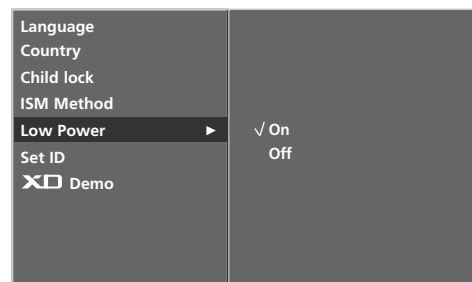 Language
Country
Child lock
ISM Method
Low Power ► √ On
Set ID Off
XD Demo